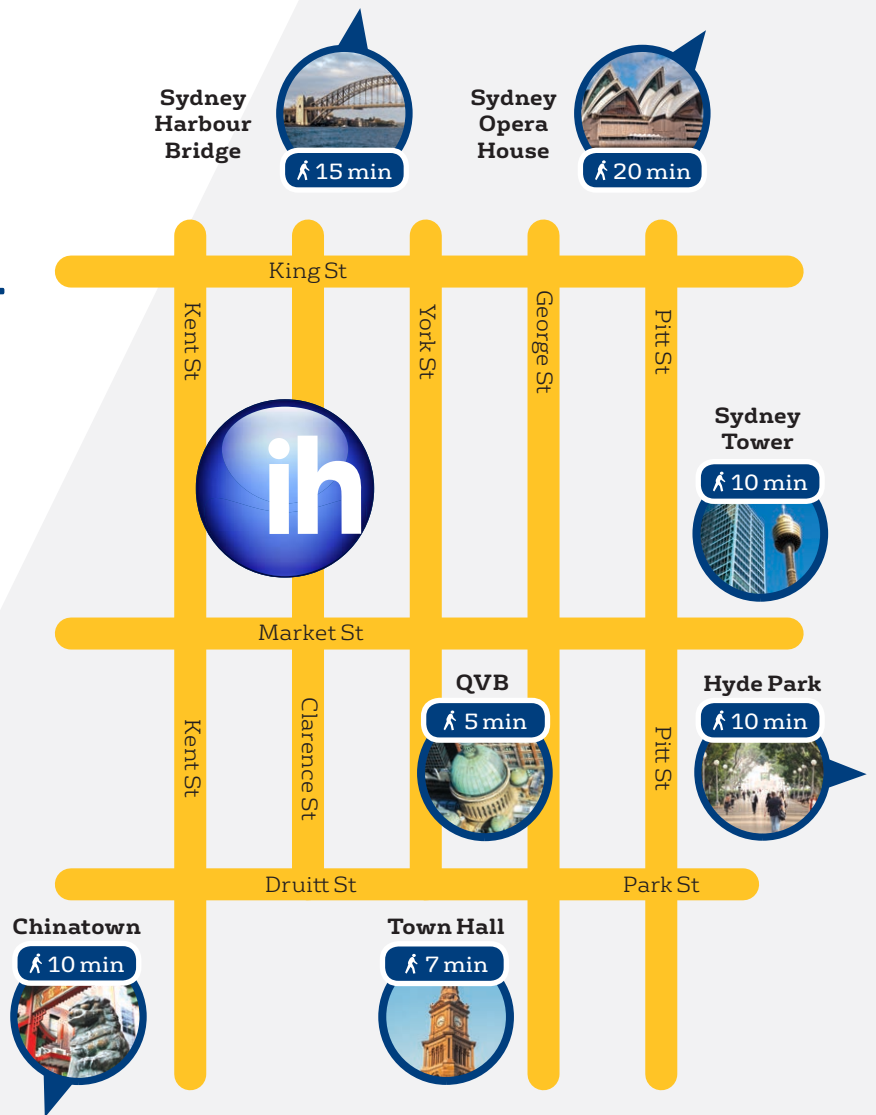 Sydney
Harbour
Bridge
15 min
Sydney
Opera
House
20 min
King St
Kent St
York St
George St
Pitt St
ih
Sydney
Tower
10 min
Market St
Kent St
Clarence St
QVB
5 min
Pitt St
Hyde Park
10 min
Druitt St
Park St
Chinatown
10 min
Town Hall
7 min